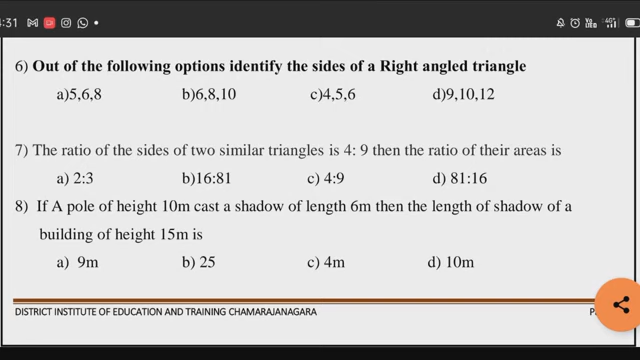 :31
6) Out of the following options identify the sides of a Right angled triangle
a)5,6,8 b)6,8,10 c)4,5,6 d)9,10,12
7) The ratio of the sides of two similar triangles is 4: 9 then the ratio of their areas is
a) 2:3 b)16:81 c) 4:9 d) 81:16
8) If A pole of height 10m cast a shadow of length 6m then the length of shadow of a
building of height 15m is
a) 9m b) 25 c) 4m d) 10m
DISTRICT INSTITUTE OF EDUCATION AND TRAINING CHAMARAJANAGARA P